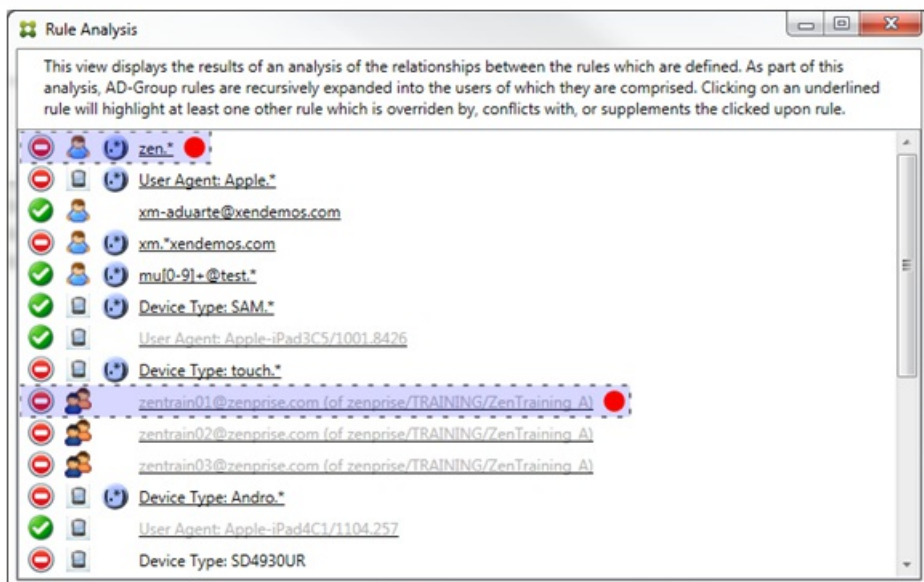 Rule Analysis
This view displays the results of an analysis of the relationships between the rules which are defined. As part of this
analysis, AD-Group rules are recursively expanded into the users of which they are comprised. Clicking on an underlined
rule will highlight at least one other rule which is overriden by, conflicts with, or supplements the clicked upon rule.
(.*) zen.*
(.*) User Agent: Apple.*
xm-aduarte@xendemos.com
(.*) xm.*xendemos.com
(.*) mu[0-9]+@test.*
(.*) Device Type: SAM.*
User Agent: Apple-iPad3C5/1001.8426
(.*) Device Type: touch.*
zentrain01@zenprise.com (of zenprise/TRAINING/ZenTraining_A)
zentrain02@zenprise.com (of zenprise/TRAINING/ZenTraining_A)
zentrain03@zenprise.com (of zenprise/TRAINING/ZenTraining_A)
(.*) Device Type: Andro.*
User Agent: Apple-iPad4C1/1104.257
Device Type: SD4930UR